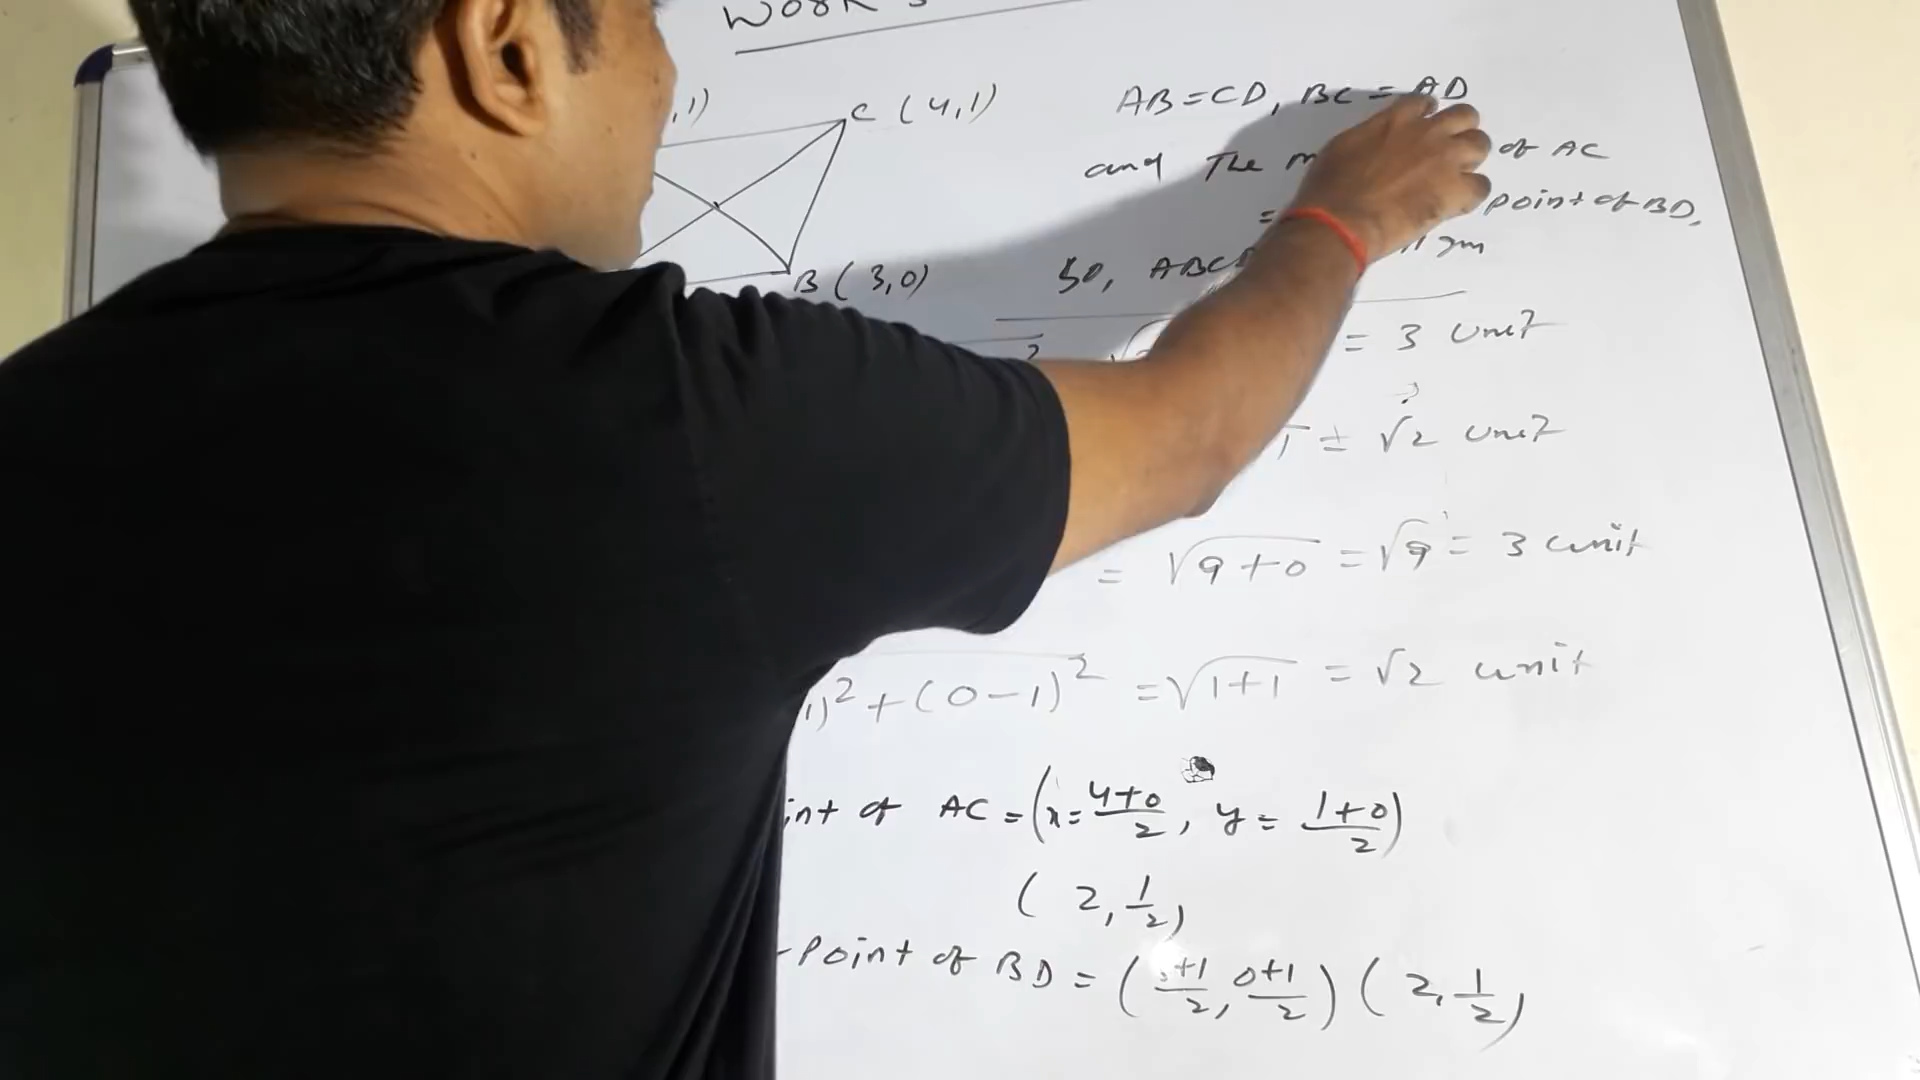 WORK
,1) C (4,1)
AB=CD, BC = AD
and The of AC
= point of BD,
B (3,0)
So, ABCD gm
= 3 unit
= √2 unit
= √9+0 = √9 = 3 unit
1)² + (0-1)² = √1+1 = √2 unit
int of AC = (x= 4+0/2, y = 1+0/2)
( 2, 1/2)
-Point of BD = ( +1/2, 0+1/2) ( 2, 1/2)